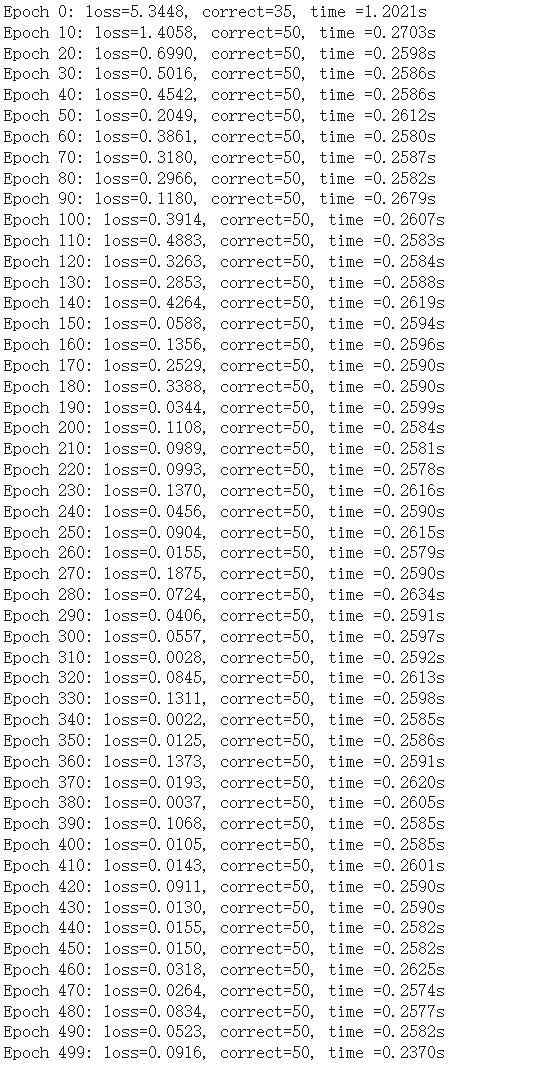 Epoch 0: loss=5.3448, correct=35, time =1.2021s
Epoch 10: loss=1.4058, correct=50, time =0.2703s
Epoch 20: loss=0.6990, correct=50, time =0.2598s
Epoch 30: loss=0.5016, correct=50, time =0.2586s
Epoch 40: loss=0.4542, correct=50, time =0.2586s
Epoch 50: loss=0.2049, correct=50, time =0.2612s
Epoch 60: loss=0.3861, correct=50, time =0.2580s
Epoch 70: loss=0.3180, correct=50, time =0.2587s
Epoch 80: loss=0.2966, correct=50, time =0.2582s
Epoch 90: loss=0.1180, correct=50, time =0.2679s
Epoch 100: loss=0.3914, correct=50, time =0.2607s
Epoch 110: loss=0.4883, correct=50, time =0.2583s
Epoch 120: loss=0.3263, correct=50, time =0.2584s
Epoch 130: loss=0.2853, correct=50, time =0.2588s
Epoch 140: loss=0.4264, correct=50, time =0.2619s
Epoch 150: loss=0.0588, correct=50, time =0.2594s
Epoch 160: loss=0.1356, correct=50, time =0.2596s
Epoch 170: loss=0.2529, correct=50, time =0.2590s
Epoch 180: loss=0.3388, correct=50, time =0.2590s
Epoch 190: loss=0.0344, correct=50, time =0.2599s
Epoch 200: loss=0.1108, correct=50, time =0.2584s
Epoch 210: loss=0.0989, correct=50, time =0.2581s
Epoch 220: loss=0.0993, correct=50, time =0.2578s
Epoch 230: loss=0.1370, correct=50, time =0.2616s
Epoch 240: loss=0.0456, correct=50, time =0.2590s
Epoch 250: loss=0.0904, correct=50, time =0.2615s
Epoch 260: loss=0.0155, correct=50, time =0.2579s
Epoch 270: loss=0.1875, correct=50, time =0.2590s
Epoch 280: loss=0.0724, correct=50, time =0.2634s
Epoch 290: loss=0.0406, correct=50, time =0.2591s
Epoch 300: loss=0.0557, correct=50, time =0.2597s
Epoch 310: loss=0.0028, correct=50, time =0.2592s
Epoch 320: loss=0.0845, correct=50, time =0.2613s
Epoch 330: loss=0.1311, correct=50, time =0.2598s
Epoch 340: loss=0.0022, correct=50, time =0.2585s
Epoch 350: loss=0.0125, correct=50, time =0.2586s
Epoch 360: loss=0.1373, correct=50, time =0.2591s
Epoch 370: loss=0.0193, correct=50, time =0.2620s
Epoch 380: loss=0.0037, correct=50, time =0.2605s
Epoch 390: loss=0.1068, correct=50, time =0.2585s
Epoch 400: loss=0.0105, correct=50, time =0.2585s
Epoch 410: loss=0.0143, correct=50, time =0.2601s
Epoch 420: loss=0.0911, correct=50, time =0.2590s
Epoch 430: loss=0.0130, correct=50, time =0.2590s
Epoch 440: loss=0.0155, correct=50, time =0.2582s
Epoch 450: loss=0.0150, correct=50, time =0.2582s
Epoch 460: loss=0.0318, correct=50, time =0.2625s
Epoch 470: loss=0.0264, correct=50, time =0.2574s
Epoch 480: loss=0.0834, correct=50, time =0.2577s
Epoch 490: loss=0.0523, correct=50, time =0.2582s
Epoch 499: loss=0.0916, correct=50, time =0.2370s